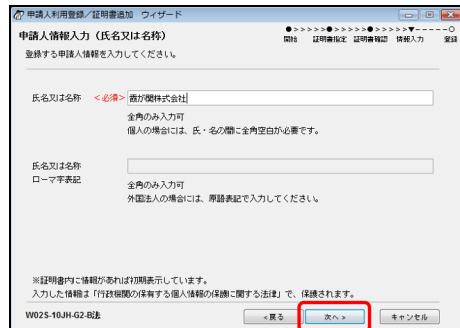 申請人利用登録／証明書追加 ウィザード
申請人情報入力（氏名又は名称）
●>>>>>●>>>>>●>>>>>▼-----○
開始 証明書指定 証明書確認 情報入力 登録
登録する申請人情報を入力してください。
氏名又は名称 ＜必須＞ 霞が関株式会社
全角のみ入力可
個人の場合には、氏・名の間に全角空白が必要です。
氏名又は名称
ローマ字表記
全角のみ入力可
外国法人の場合には、原語表記で入力してください。
※証明書内に情報があれば初期表示しています。
入力した情報は「行政機関の保有する個人情報の保護に関する法律」で、保護されます。
W02S-10JH-G2-B法
＜戻る 次へ＞ キャンセル